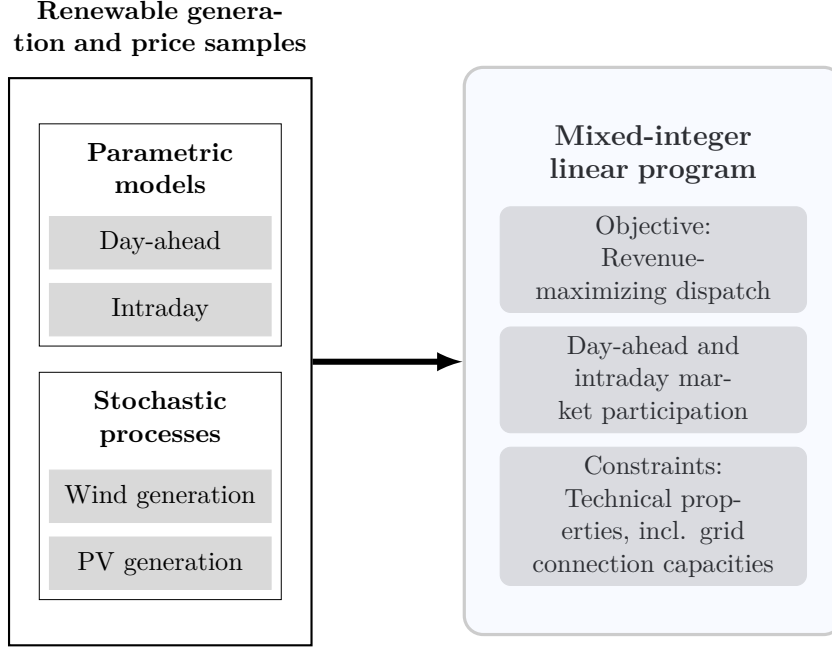 Renewable genera-
tion and price samples
Parametric
models
Day-ahead
Intraday
Stochastic
processes
Wind generation
PV generation
Mixed-integer
linear program
Objective:
Revenue-
maximizing dispatch
Day-ahead and
intraday mar-
ket participation
Constraints:
Technical prop-
erties, incl. grid
connection capacities